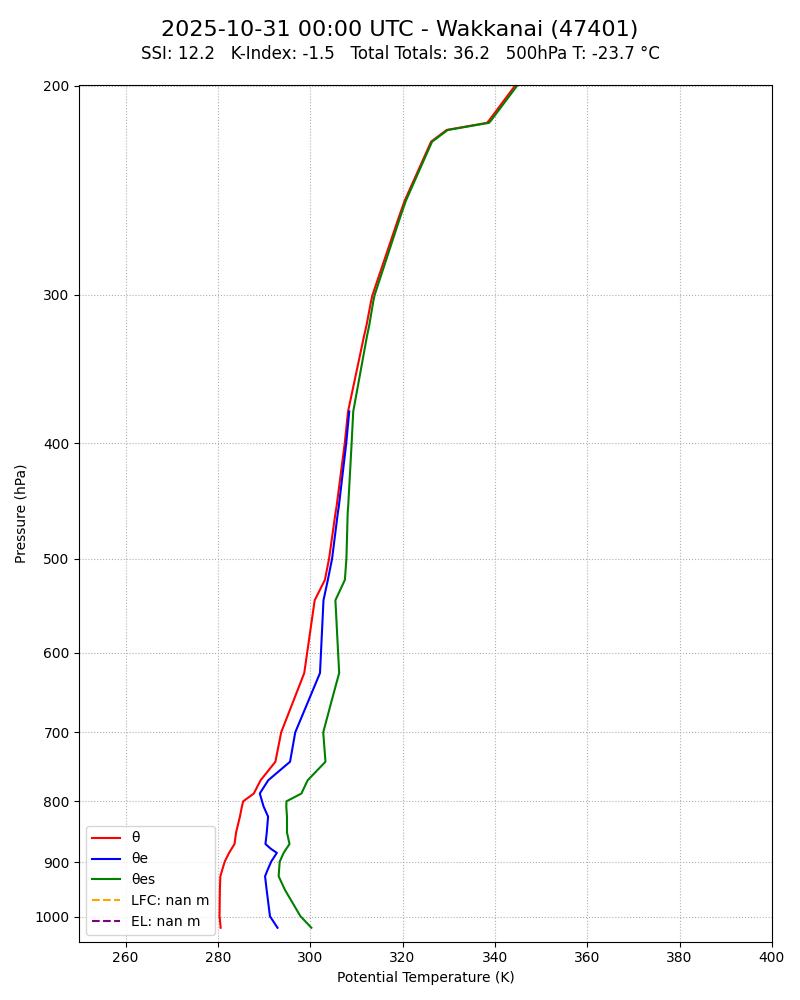 2025-10-31 00:00 UTC - Wakkanai (47401)
SSI: 12.2   K-Index: -1.5   Total Totals: 36.2   500hPa T: -23.7 °C
200
300
400
500
600
700
800
900
1000
Pressure (hPa)
θ
θe
θes
LFC: nan m
EL: nan m
260 280 300 320 340 360 380 400
Potential Temperature (K)